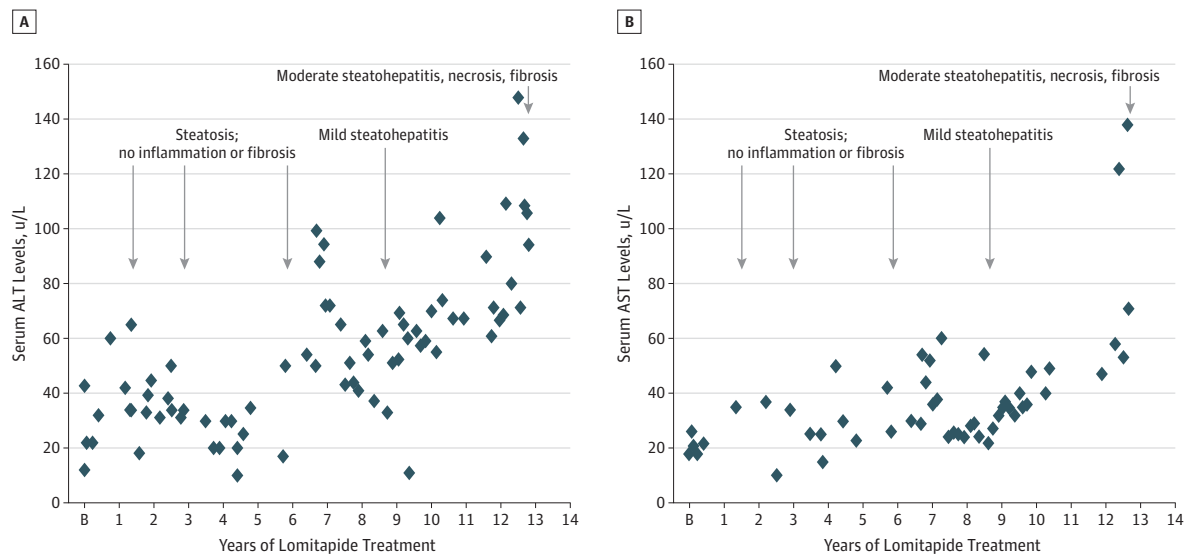 A
160
140
120
100
80
60
40
20
0
Serum ALT Levels, u/L
Moderate steatohepatitis, necrosis, fibrosis
Steatosis;
no inflammation or fibrosis
Mild steatohepatitis
B 1 2 3 4 5 6 7 8 9 10 11 12 13 14
Years of Lomitapide Treatment
B
160
140
120
100
80
60
40
20
0
Serum AST Levels, u/L
Moderate steatohepatitis, necrosis, fibrosis
Steatosis;
no inflammation or fibrosis
Mild steatohepatitis
B 1 2 3 4 5 6 7 8 9 10 11 12 13 14
Years of Lomitapide Treatment